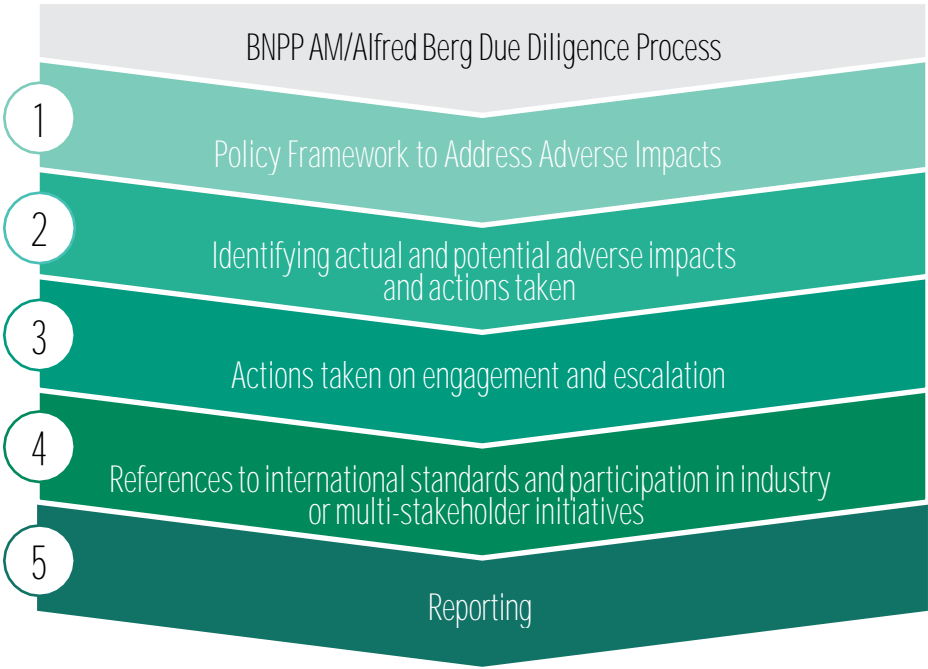 BNPP AM/Alfred Berg Due Diligence Process
1
Policy Framework to Address Adverse Impacts
2
Identifying actual and potential adverse impacts
and actions taken
3
Actions taken on engagement and escalation
4
References to international standards and participation in industry
or multi-stakeholder initiatives
5
Reporting